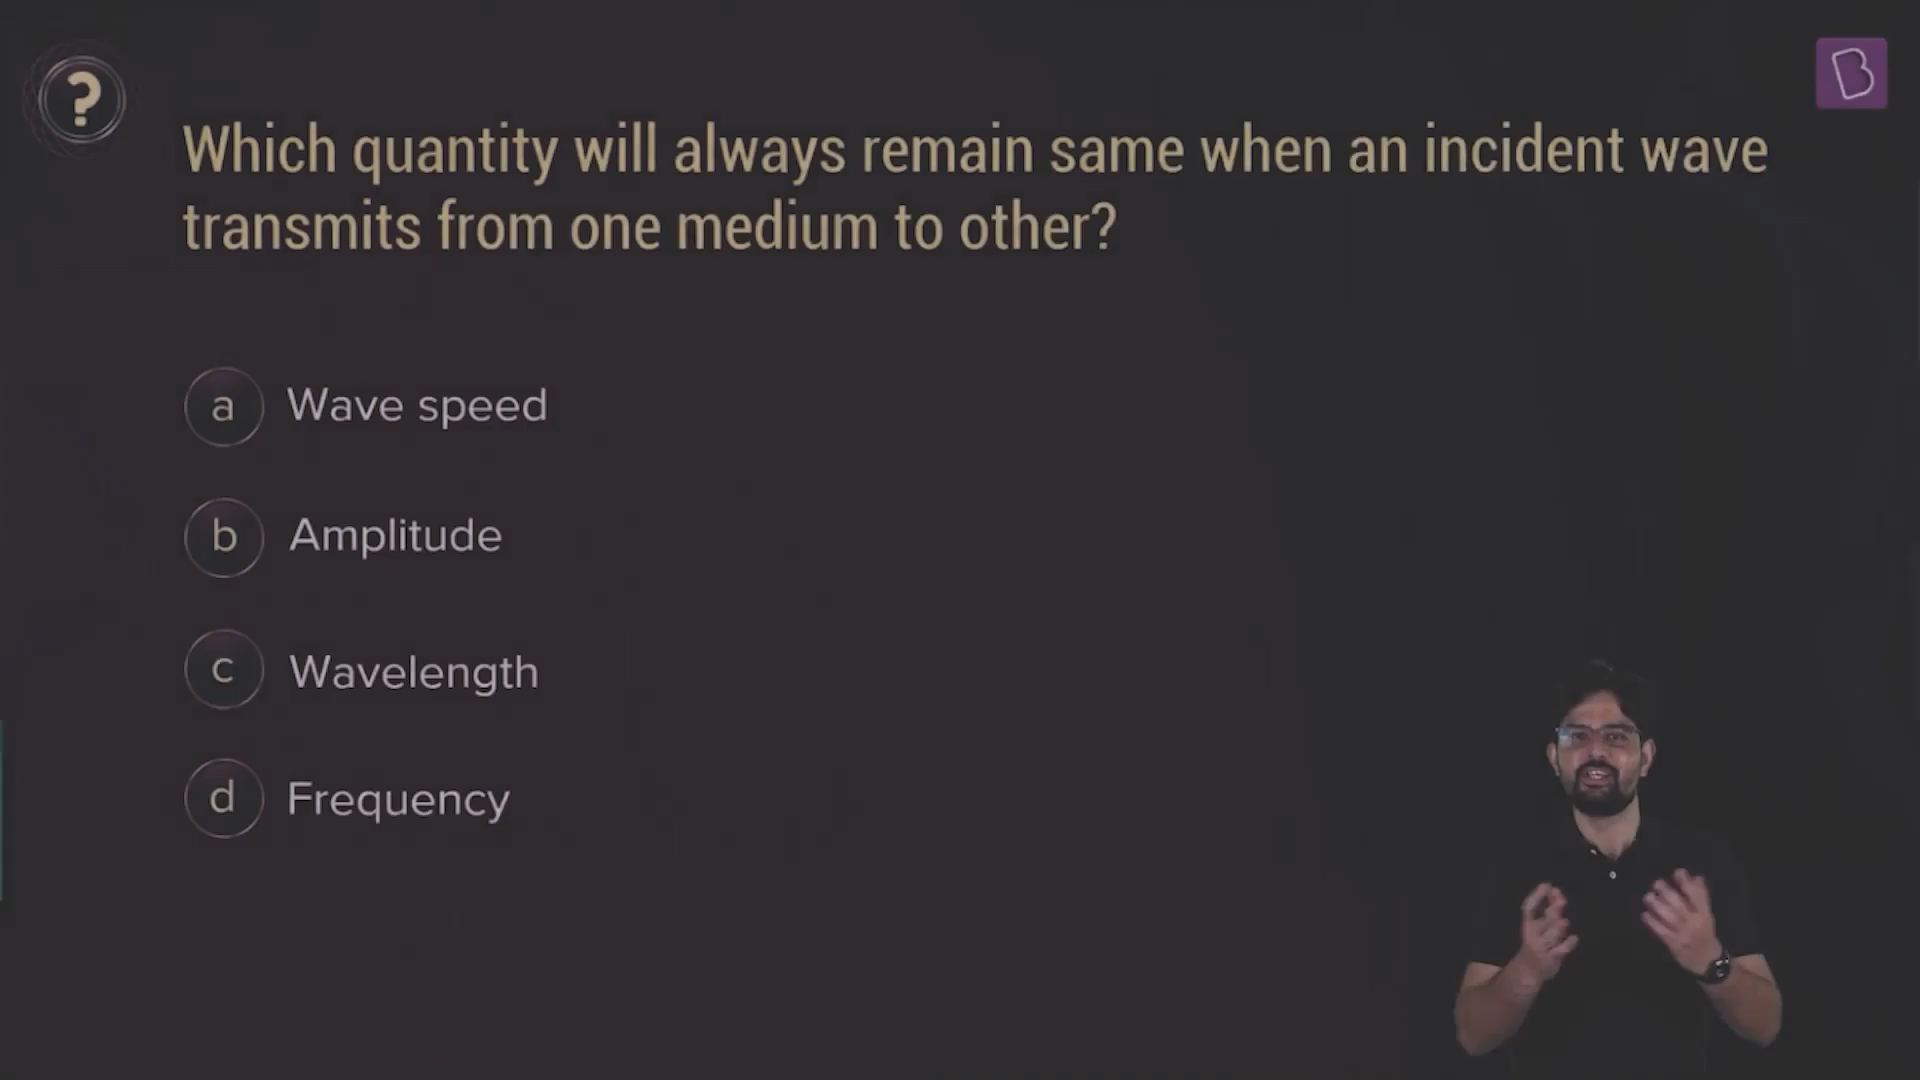 ?
B
Which quantity will always remain same when an incident wave
transmits from one medium to other?
a Wave speed
b Amplitude
c Wavelength
d Frequency